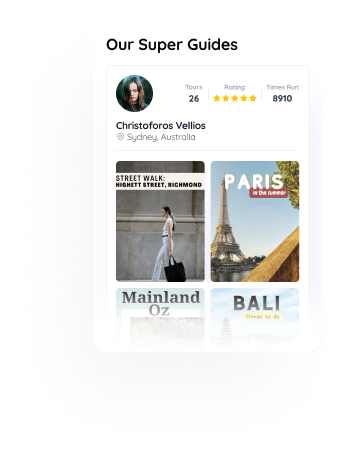 Our Super Guides
Tours
Rating
Times Run
26
8910
Christoforos Vellios
Sydney, Australia
STREET WALK:
HIGHETT STREET, RICHMOND
PARIS
in the summer
Mainland
Oz
BALI
Things to do